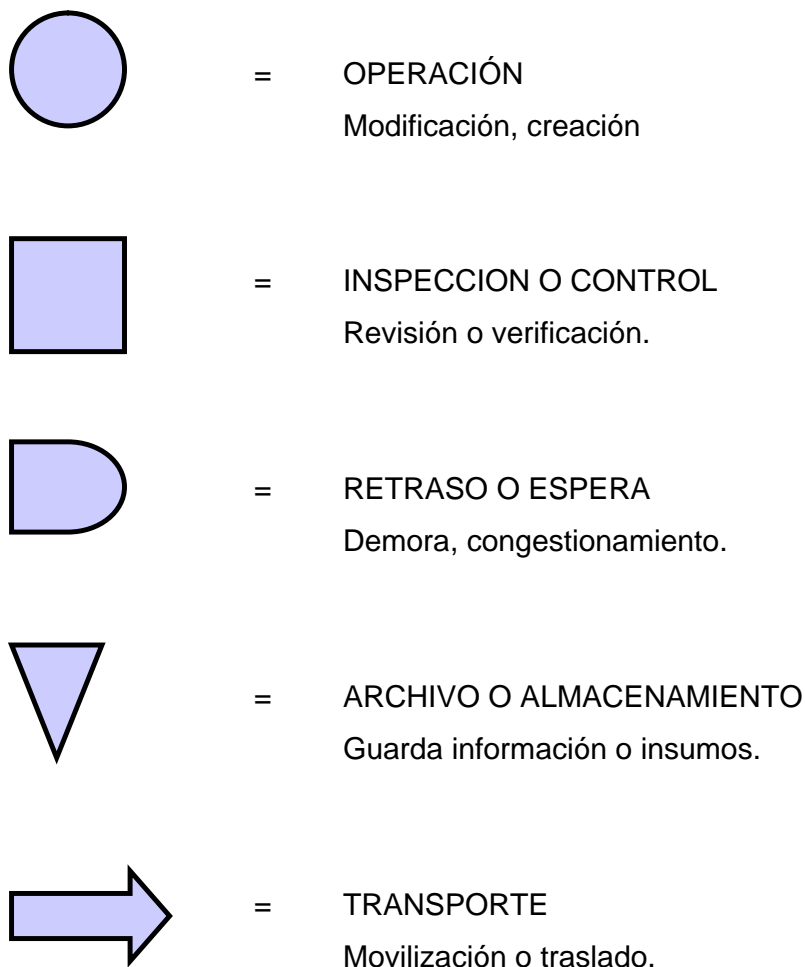 = OPERACIÓN
Modificación, creación
= INSPECCION O CONTROL
Revisión o verificación.
= RETRASO O ESPERA
Demora, congestionamiento.
= ARCHIVO O ALMACENAMIENTO
Guarda información o insumos.
= TRANSPORTE
Movilización o traslado.